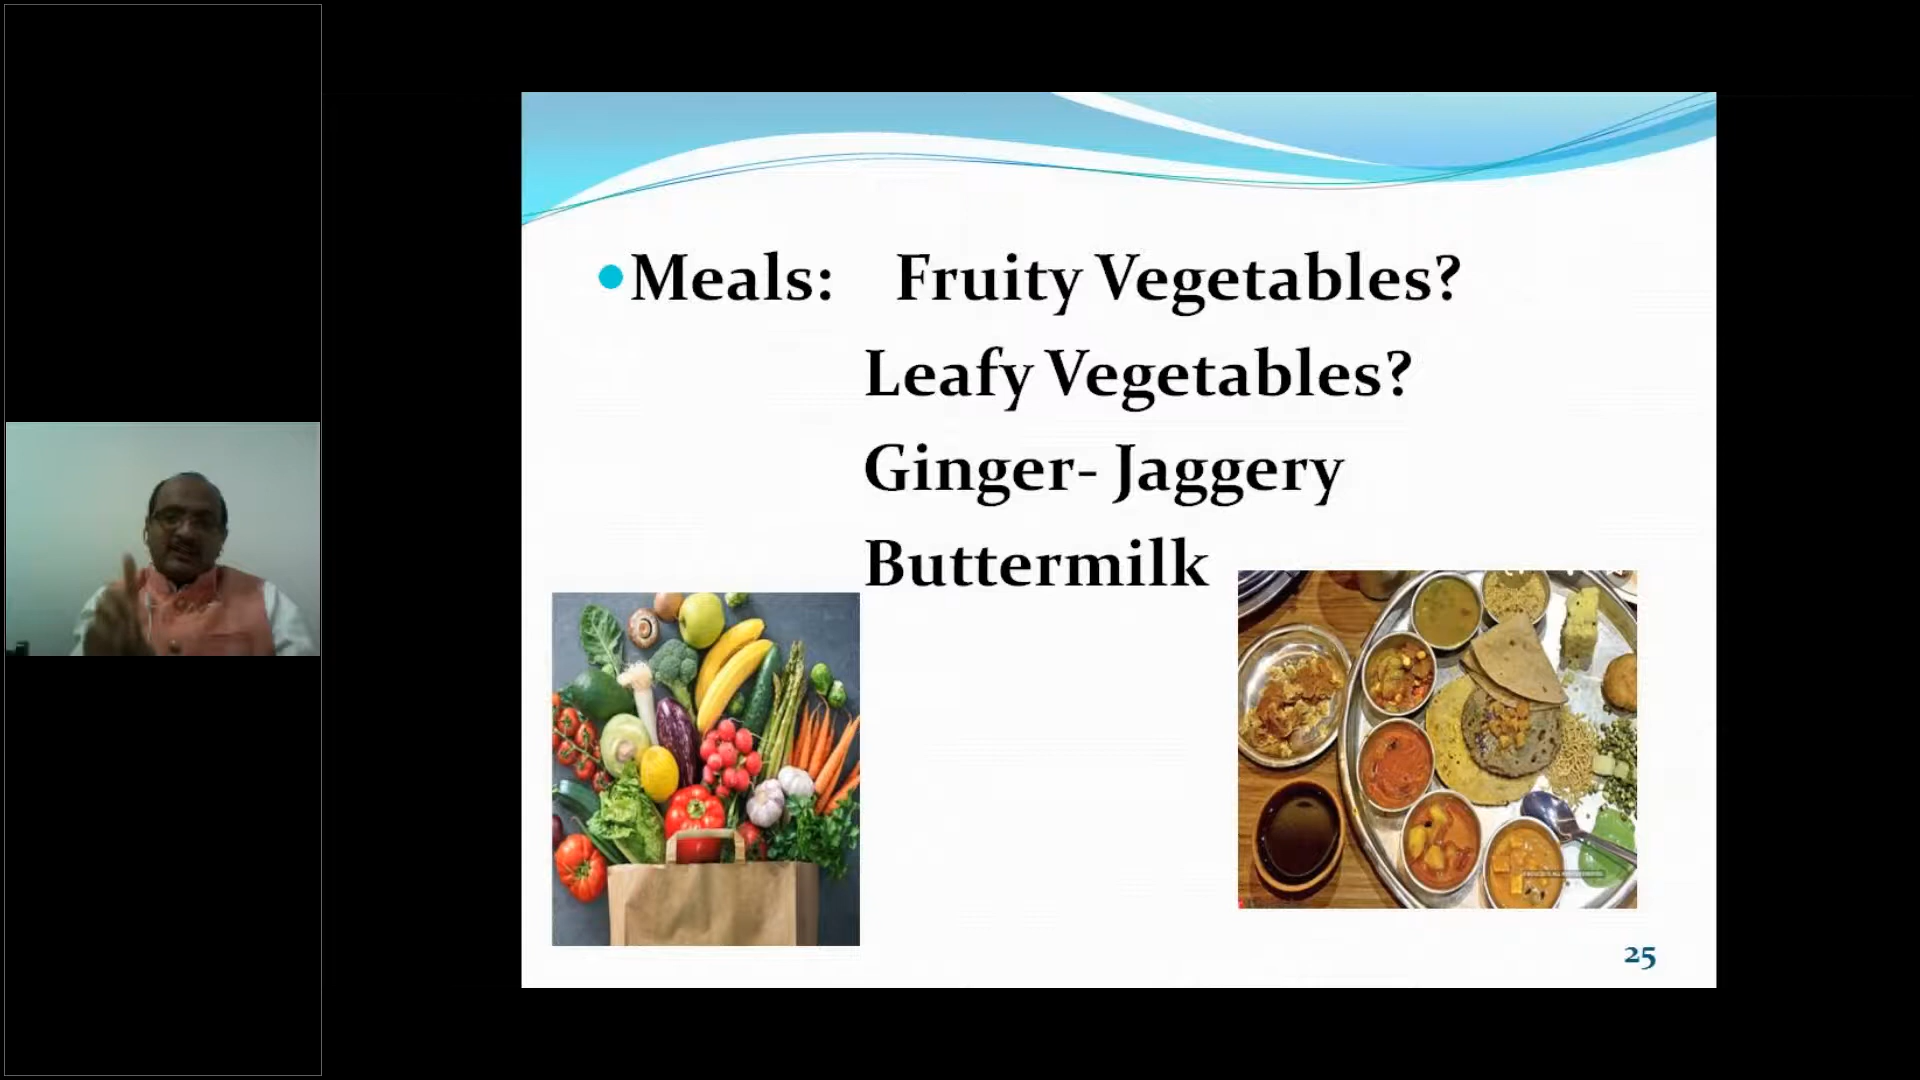 Meals: Fruity Vegetables?
Leafy Vegetables?
Ginger- Jaggery
Buttermilk
25